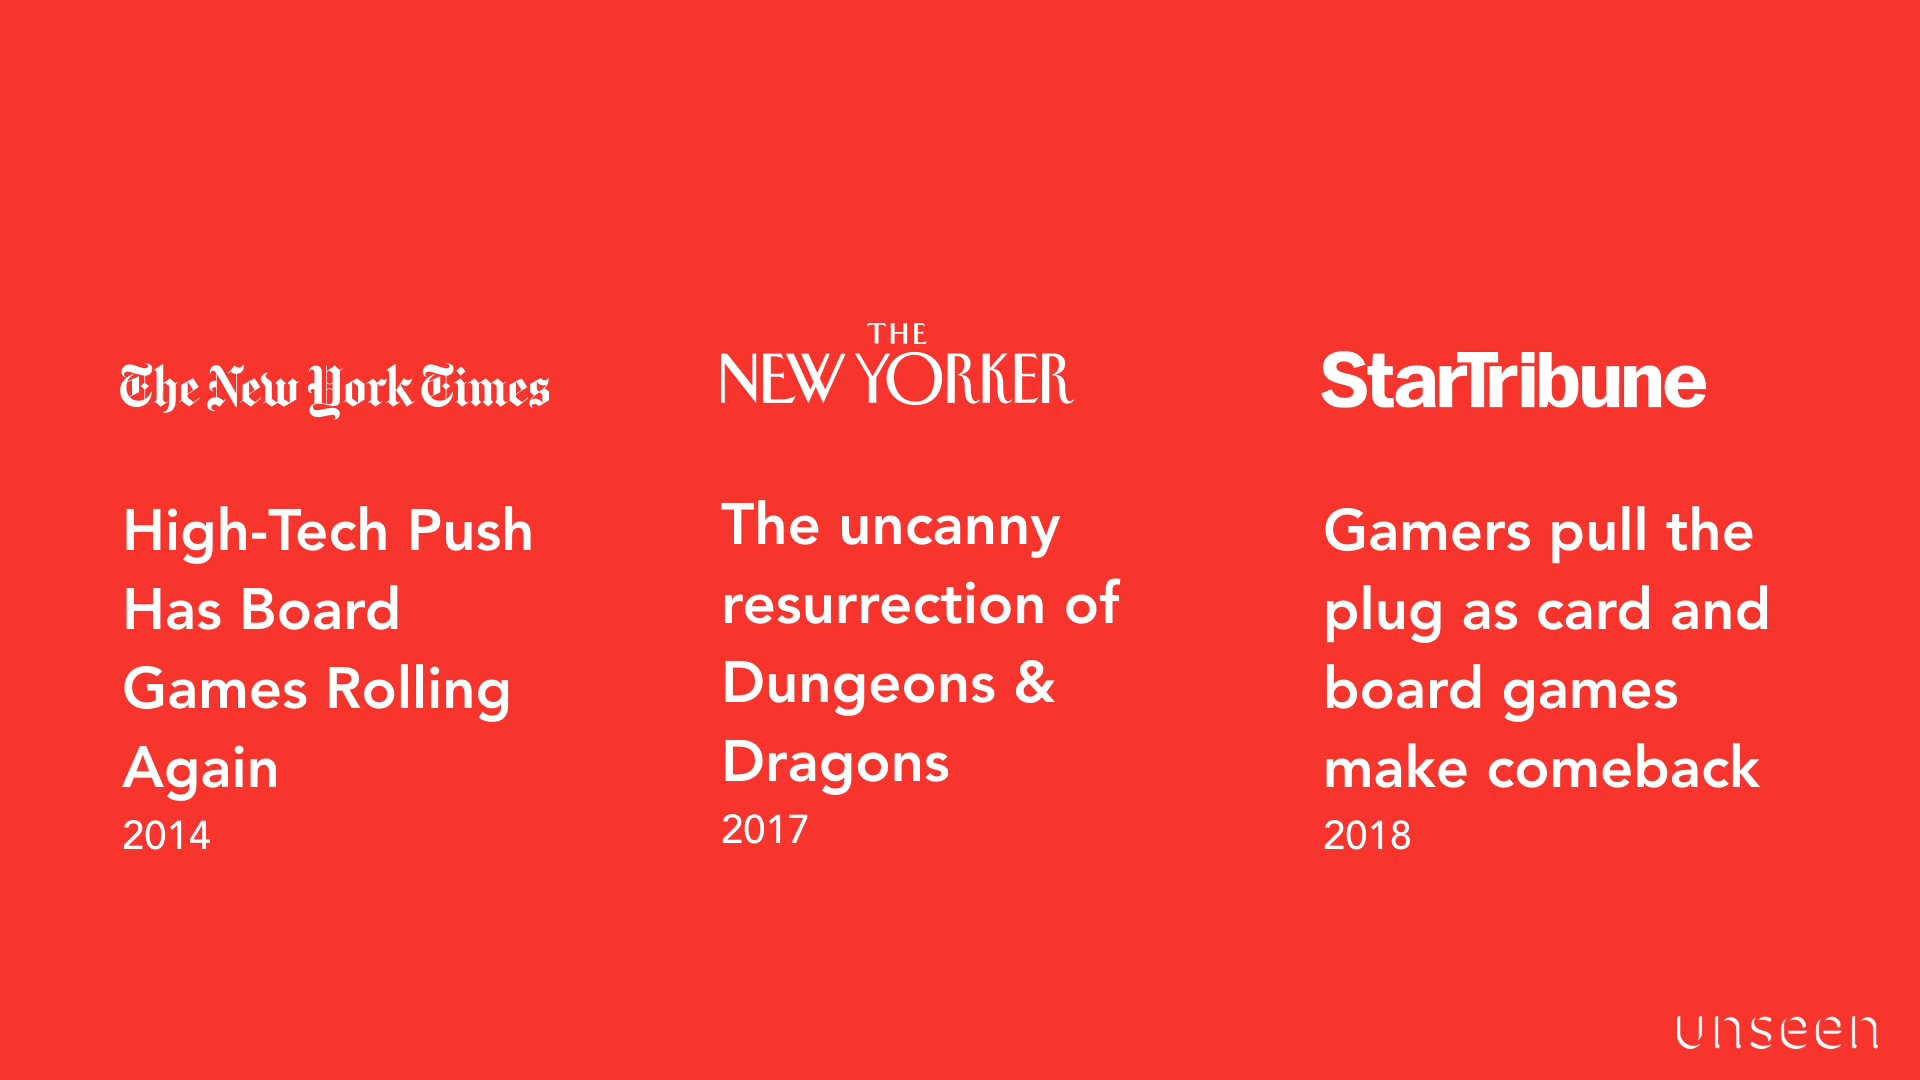 The New York Times
High-Tech Push
Has Board
Games Rolling
Again
2014
THE
NEW YORKER
The uncanny
resurrection of
Dungeons &
Dragons
2017
StarTribune
Gamers pull the
plug as card and
board games
make comeback
2018
unseen